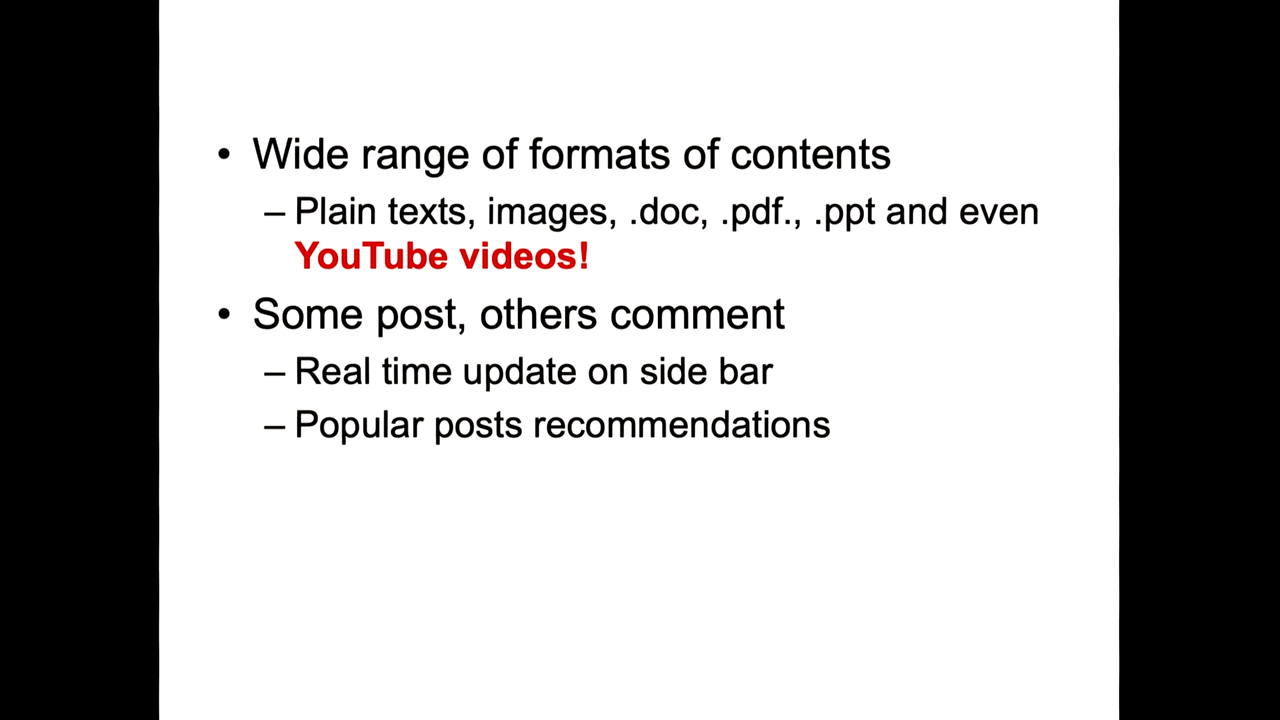 • Wide range of formats of contents
– Plain texts, images, .doc, .pdf., .ppt and even
YouTube videos!
• Some post, others comment
– Real time update on side bar
– Popular posts recommendations